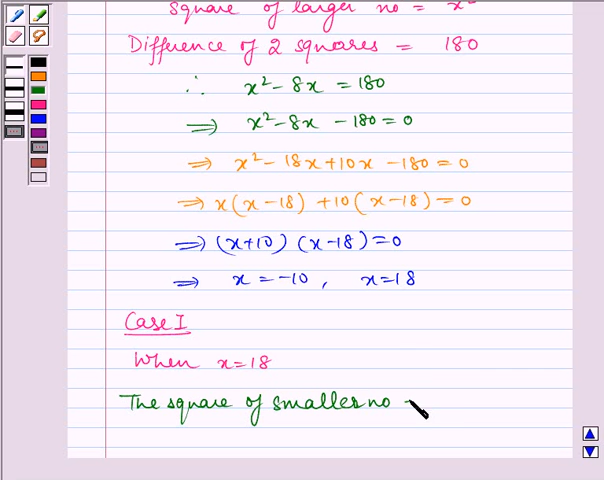 Square of larger no = x²
Difference of 2 squares = 180
∴ x² - 8x = 180
⇒ x² - 8x - 180 = 0
⇒ x² - 18x + 10x - 180 = 0
⇒ x(x-18) + 10(x-18) = 0
⇒ (x+10) (x-18) = 0
⇒ x = -10, x = 18
Case I
When x = 18
The square of smaller no -